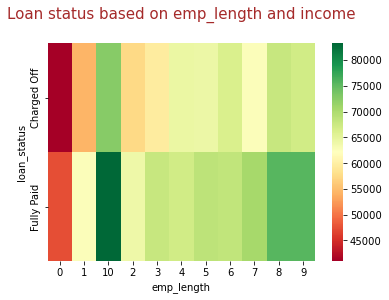 Loan status based on emp_length and income
Charged Off
Fully Paid
loan_status
0 1 10 2 3 4 5 6 7 8 9
emp_length
80000
75000
70000
65000
60000
55000
50000
45000